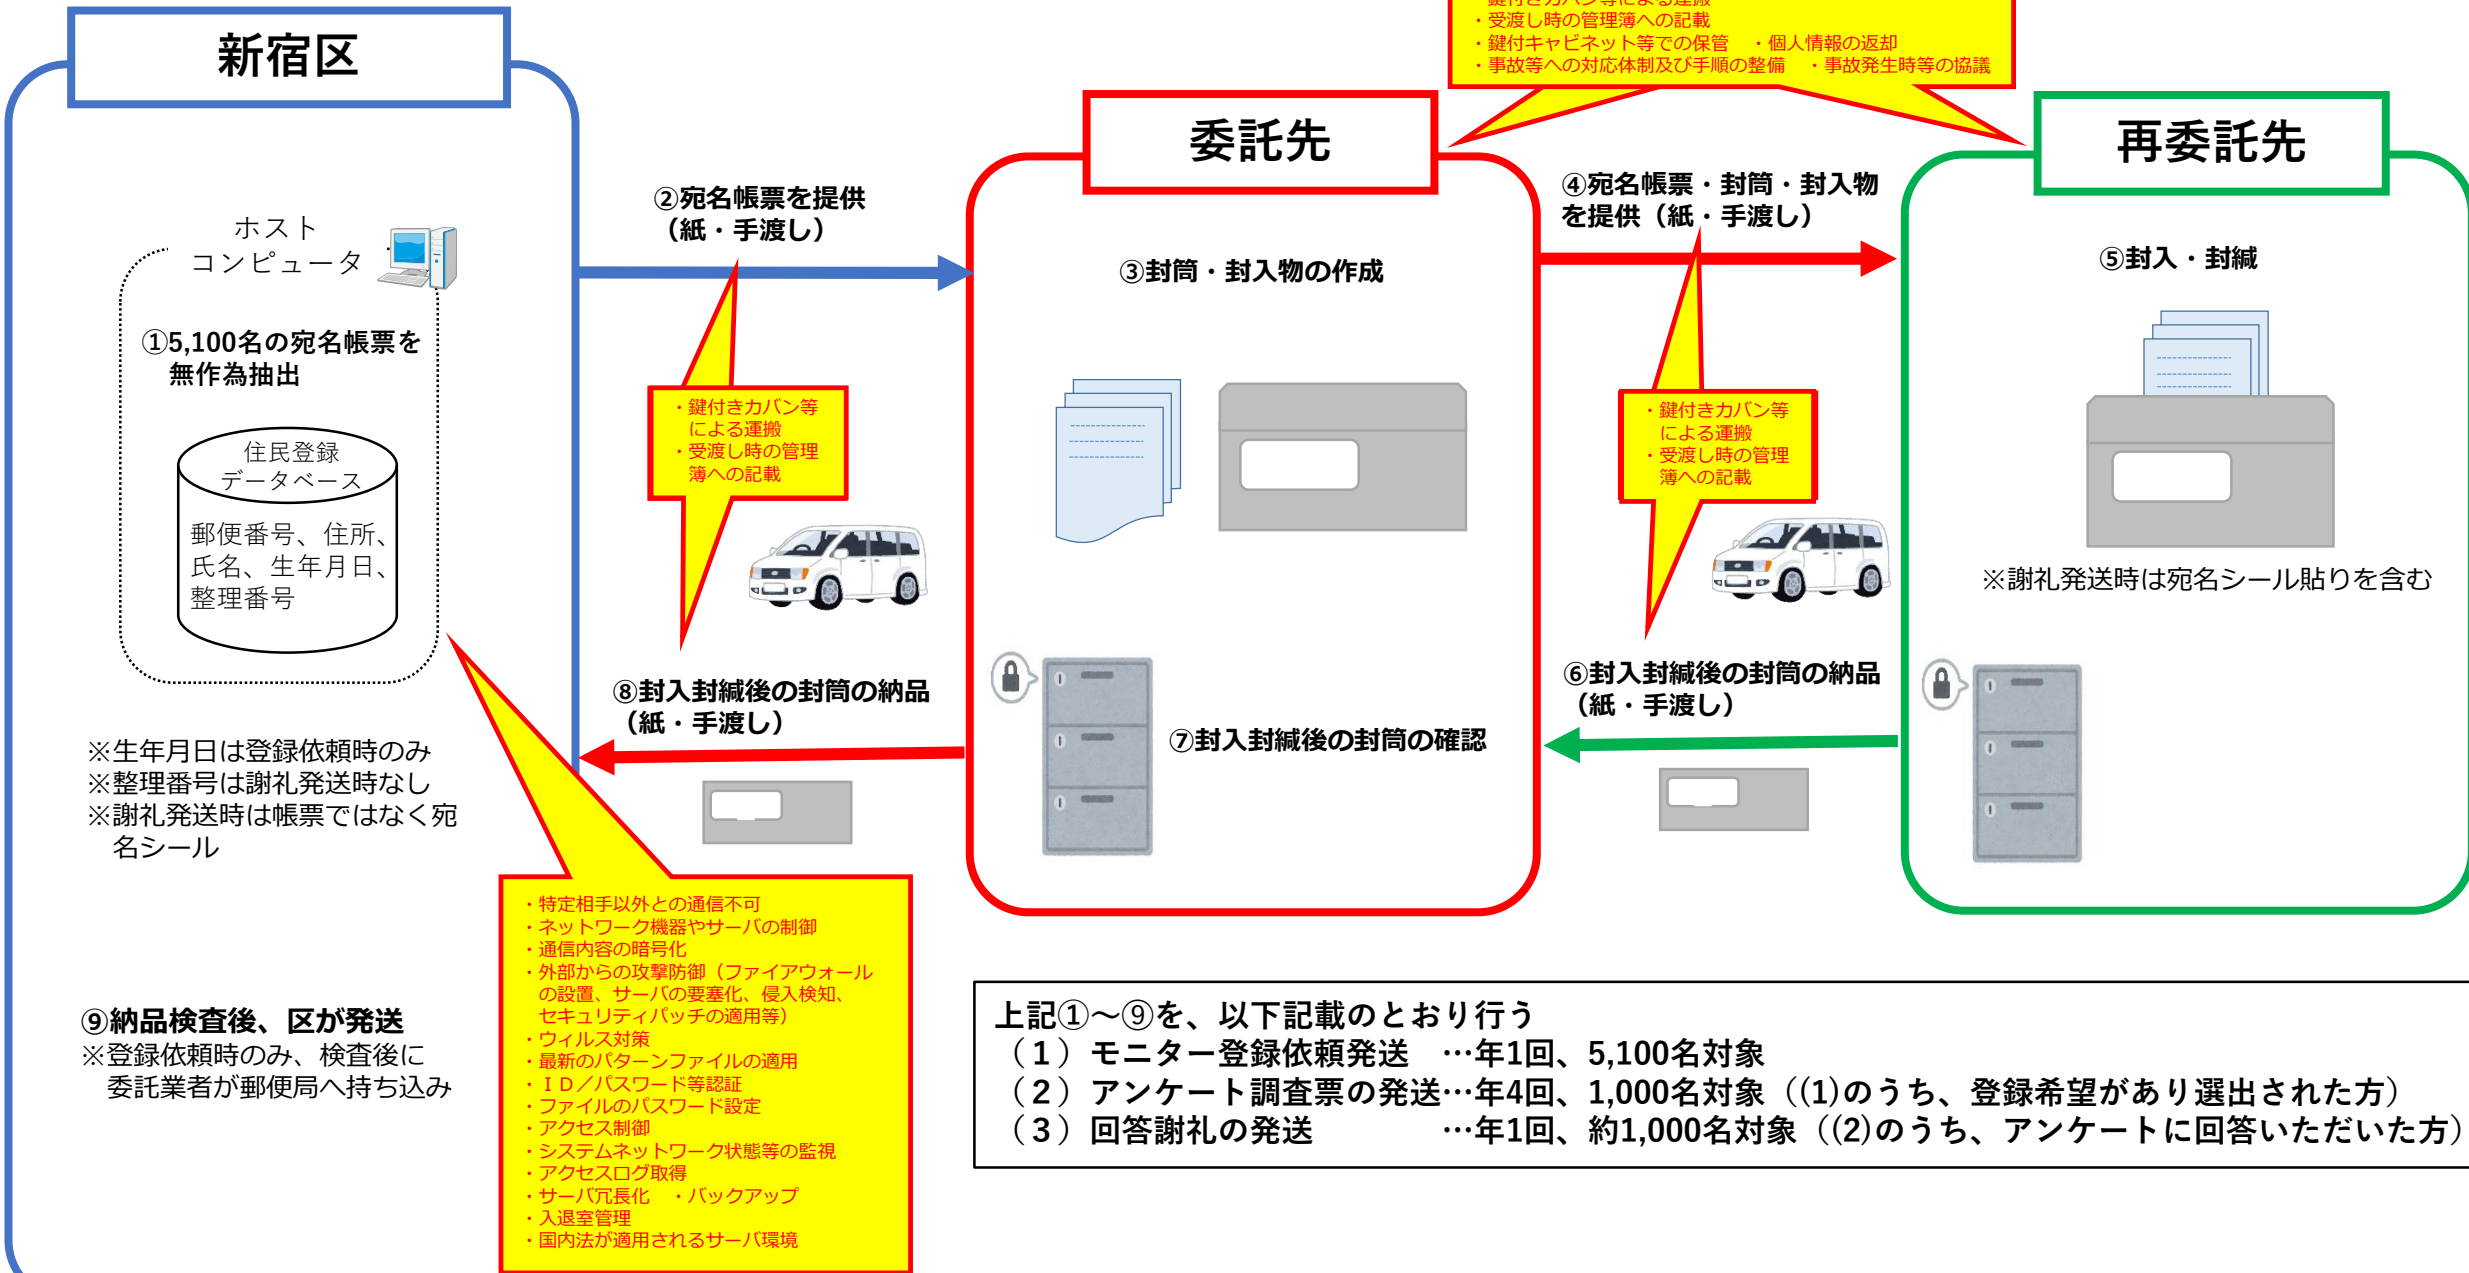 新宿区
ホスト
コンピュータ
①5,100名の宛名帳票を
無作為抽出
住民登録
データベース
郵便番号、住所、
氏名、生年月日、
整理番号
※生年月日は登録依頼時のみ
※整理番号は謝礼発送時なし
※謝礼発送時は帳票ではなく宛
名シール
⑨納品検査後、区が発送
※登録依頼時のみ、検査後に
委託業者が郵便局へ持ち込み
②宛名帳票を提供
（紙・手渡し）
・鍵付きカバン等
による運搬
・受渡し時の管理
簿への記載
⑧封入封緘後の封筒の納品
（紙・手渡し）
・特定相手以外との通信不可
・ネットワーク機器やサーバの制御
・通信内容の暗号化
・外部からの攻撃防御（ファイアウォール
の設置、サーバの要塞化、侵入検知、
セキュリティパッチの適用等）
・ウィルス対策
・最新のパターンファイルの適用
・ＩＤ／パスワード等認証
・ファイルのパスワード設定
・アクセス制御
・システムネットワーク状態等の監視
・アクセスログ取得
・サーバ冗長化　・バックアップ
・入退室管理
・国内法が適用されるサーバ環境
・鍵付きカバン等による運搬
・受渡し時の管理簿への記載
・鍵付キャビネット等での保管　・個人情報の返却
・事故等への対応体制及び手順の整備　・事故発生時等の協議
委託先
③封筒・封入物の作成
⑦封入封緘後の封筒の確認
④宛名帳票・封筒・封入物
を提供（紙・手渡し）
・鍵付きカバン等
による運搬
・受渡し時の管理
簿への記載
⑥封入封緘後の封筒の納品
（紙・手渡し）
再委託先
⑤封入・封緘
※謝礼発送時は宛名シール貼りを含む
上記①～⑨を、以下記載のとおり行う
（１）モニター登録依頼発送　…年1回、5,100名対象
（２）アンケート調査票の発送…年4回、1,000名対象（(1)のうち、登録希望があり選出された方）
（３）回答謝礼の発送　　　　…年1回、約1,000名対象（(2)のうち、アンケートに回答いただいた方）